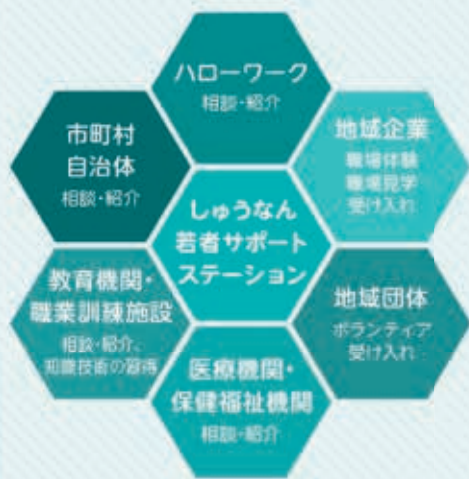 ハローワーク
相談・紹介
市町村
自治体
相談・紹介
地域企業
職場体験
職場見学
受け入れ
しゅうなん
若者サポート
ステーション
教育機関・
職業訓練施設
相談・紹介、
知識技術の習得
地域団体
ボランティア
受け入れ
医療機関・
保健福祉機関
相談・紹介